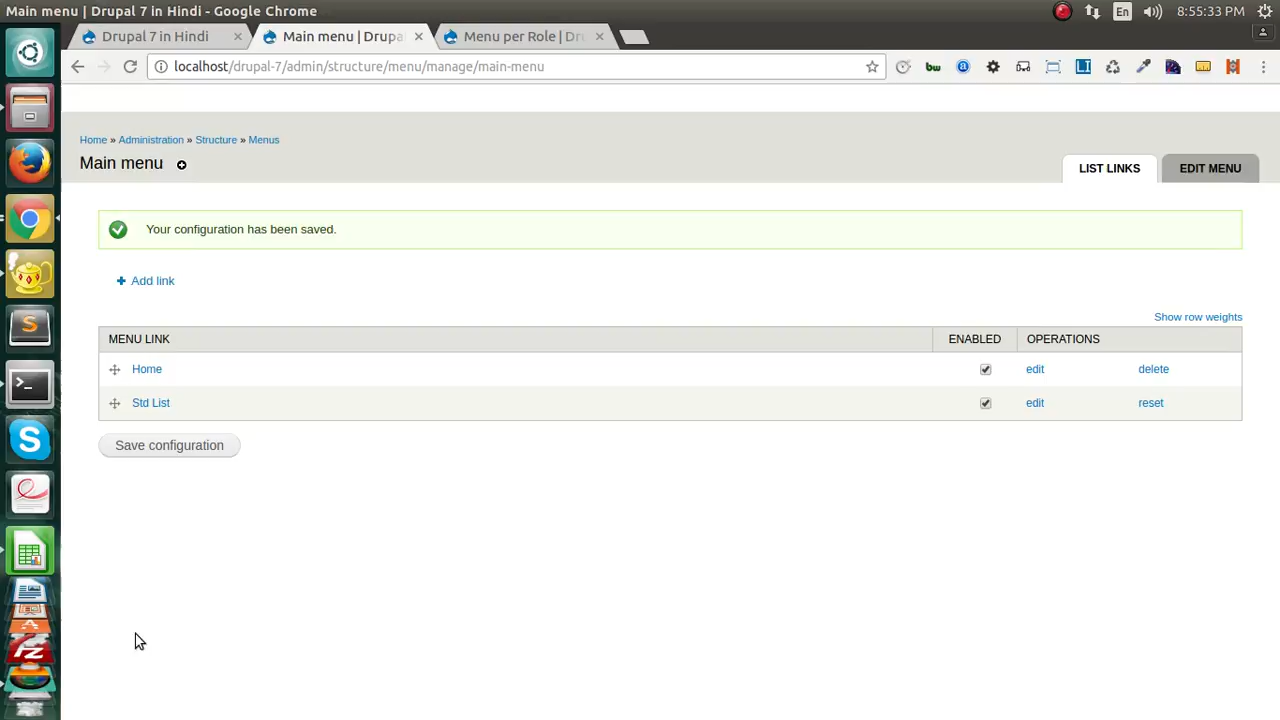 Main menu | Drupal 7 in Hindi - Google Chrome
En
8:55:33 PM
Drupal 7 in Hindi
Main menu | Drupa
Menu per Role | Dr
localhost/drupal-7/admin/structure/menu/manage/main-menu
bw
a
LI
Home » Administration » Structure » Menus
Main menu
LIST LINKS
EDIT MENU
Your configuration has been saved.
Add link
Show row weights
MENU LINK
ENABLED
OPERATIONS
Home
edit
delete
Std List
edit
reset
Save configuration